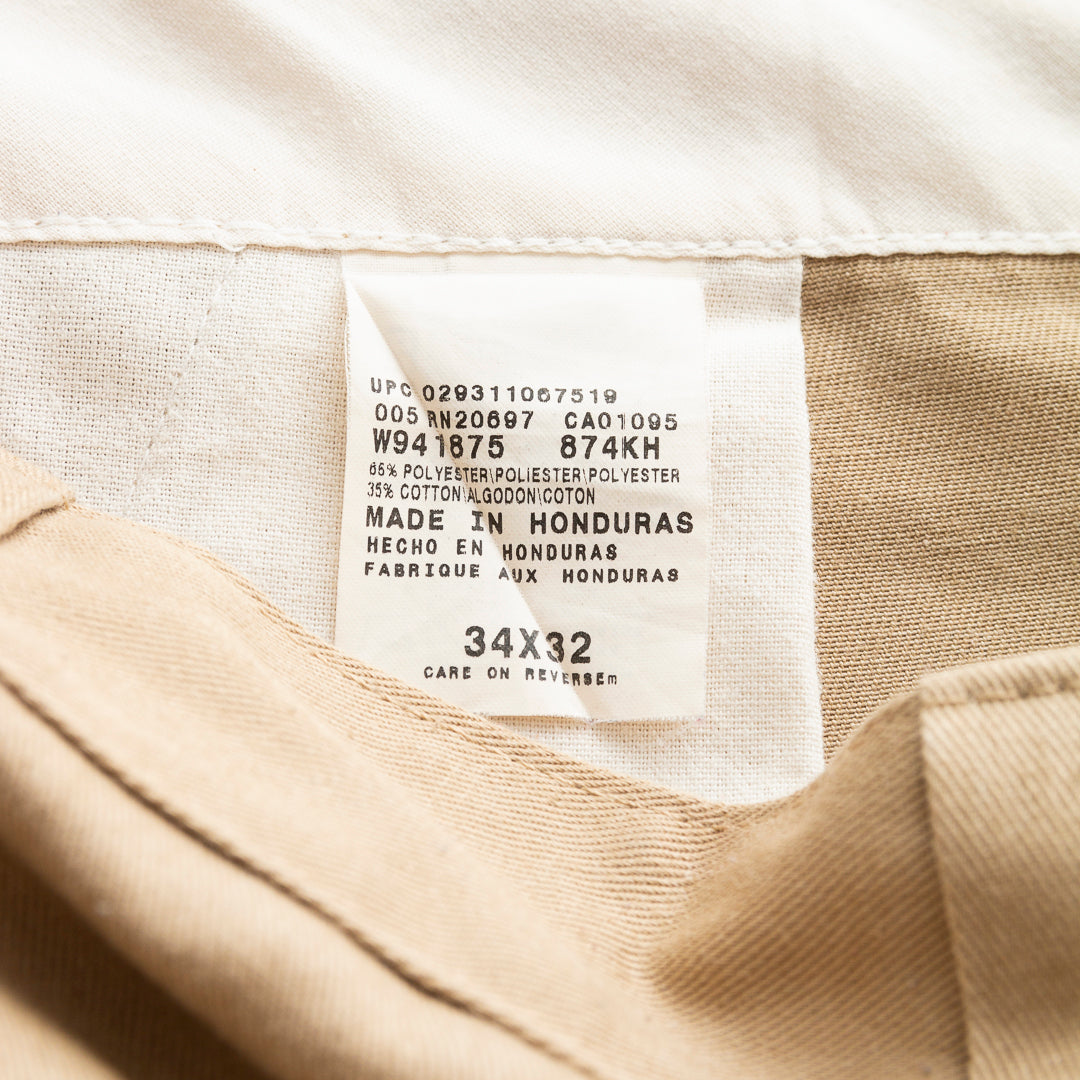 UPC 029311067519
005 RN20697 CA01095
W941875 874KH
65% POLYESTER\POLIESTER\POLYESTER
35% COTTON\ALGODON\COTON
MADE IN HONDURAS
HECHO EN HONDURAS
FABRIQUE AUX HONDURAS
34X32
CARE ON REVERSEm